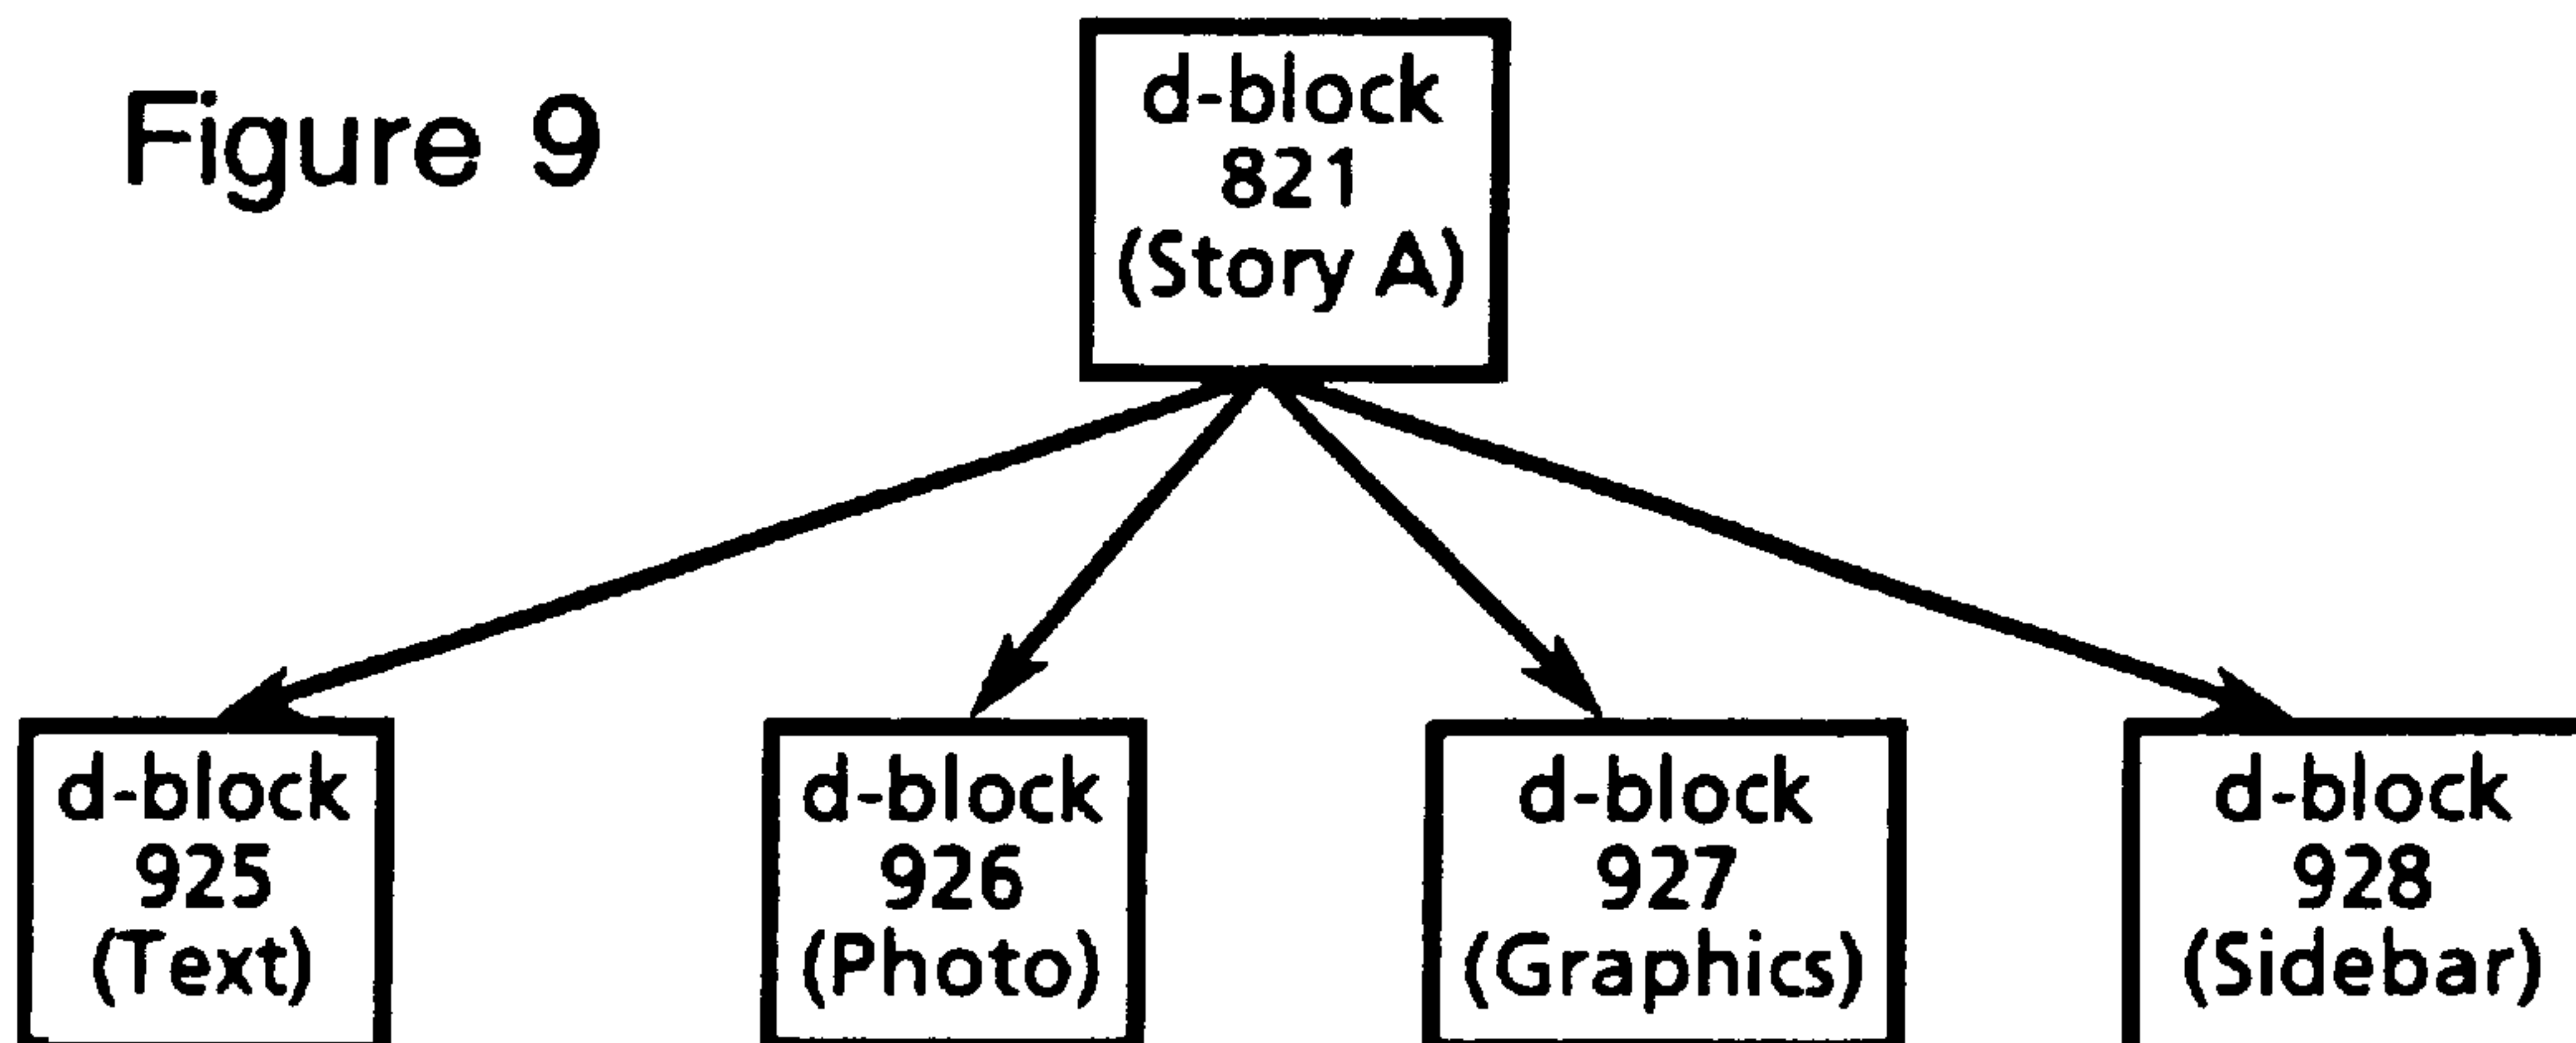 Figure 9
d-block
821
(Story A)
d-block
925
(Text)
d-block
926
(Photo)
d-block
927
(Graphics)
d-block
928
(Sidebar)